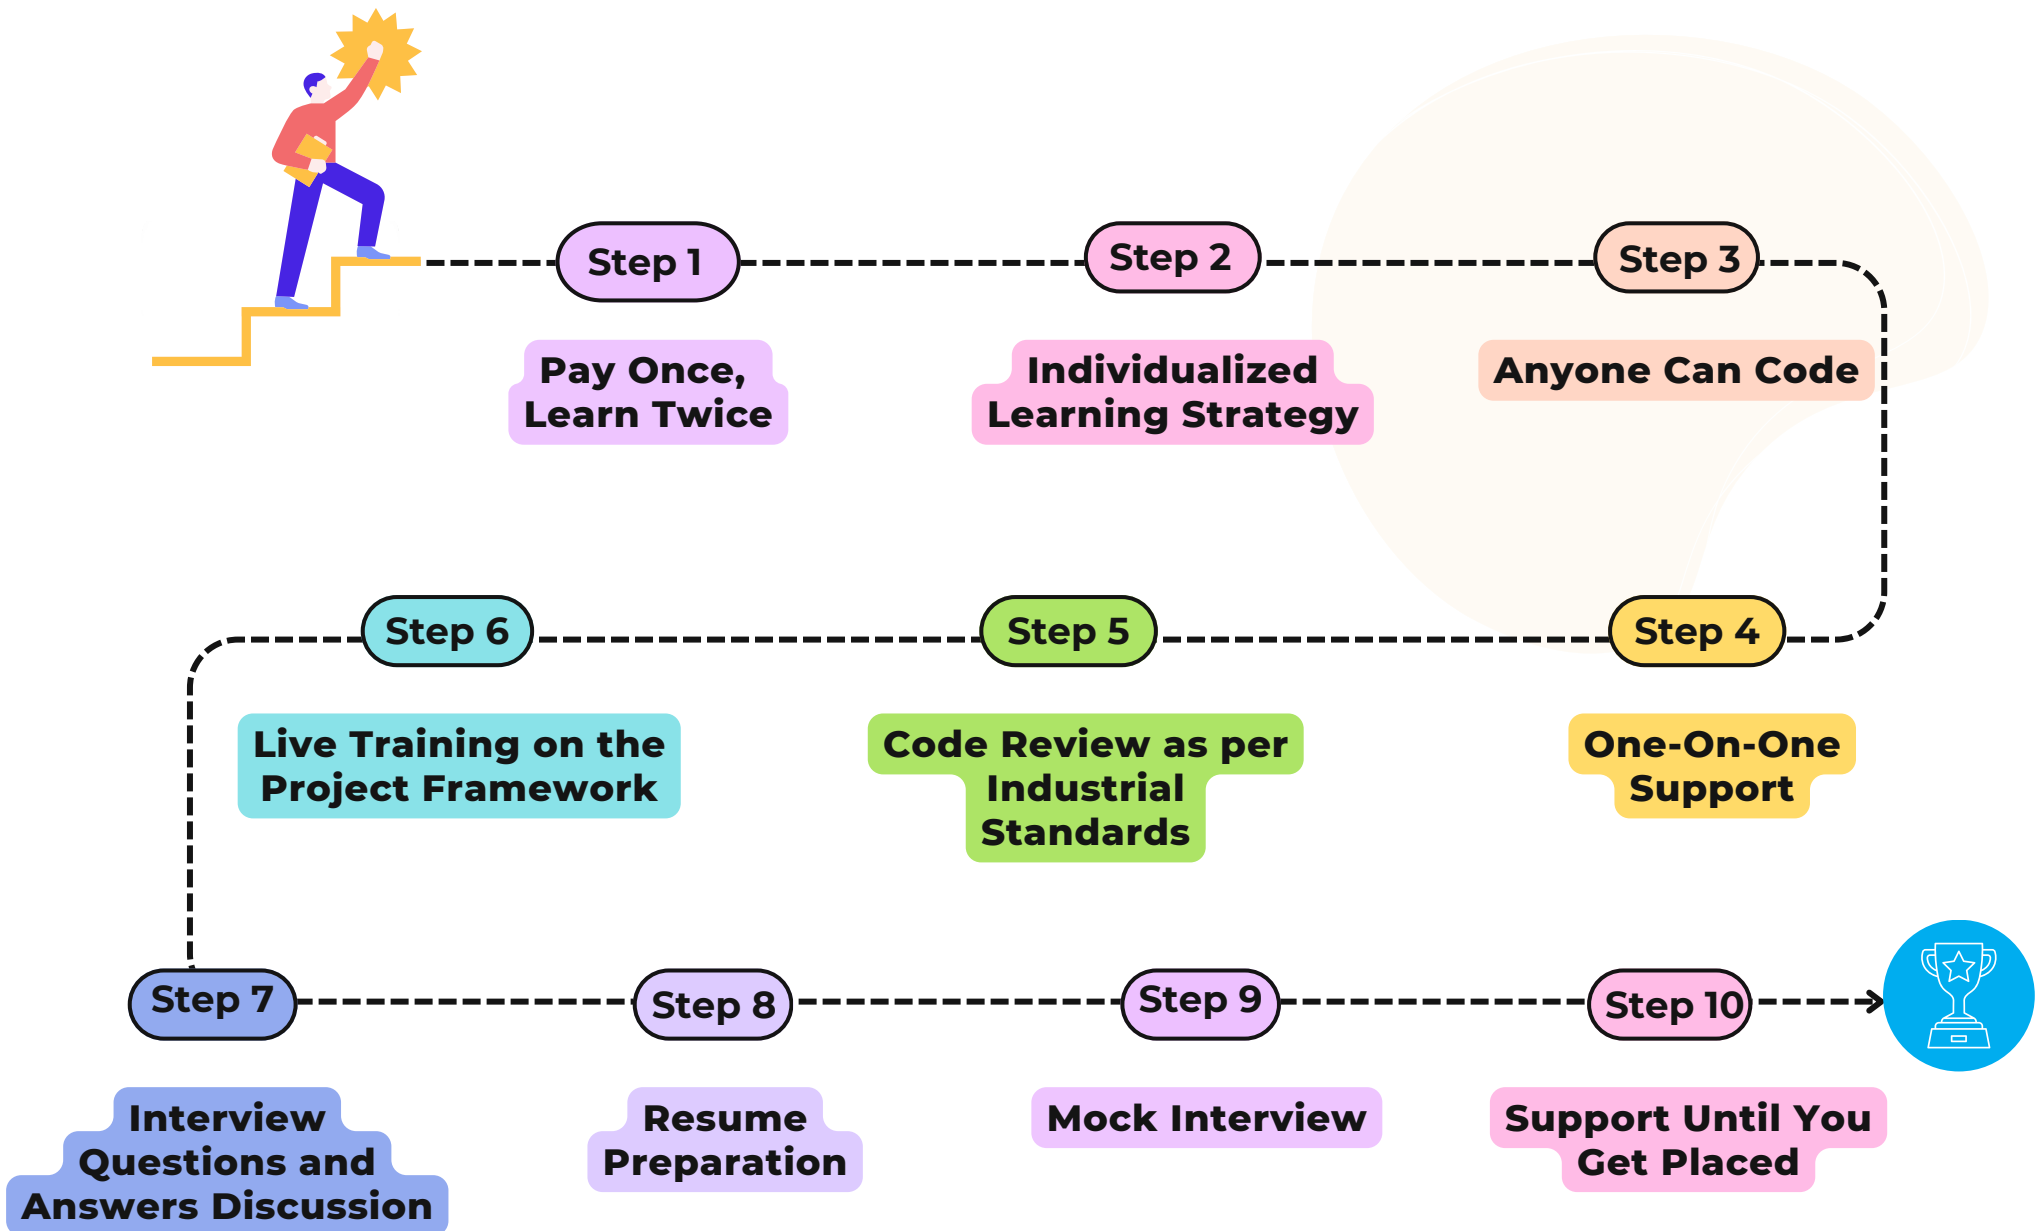 Step 1
Step 2
Step 3
Pay Once,
Learn Twice
Individualized
Learning Strategy
Anyone Can Code
Step 6
Step 5
Step 4
Live Training on the
Project Framework
Code Review as per
Industrial
Standards
One-On-One
Support
Step 7
Step 8
Step 9
Step 10
Interview
Questions and
Answers Discussion
Resume
Preparation
Mock Interview
Support Until You
Get Placed